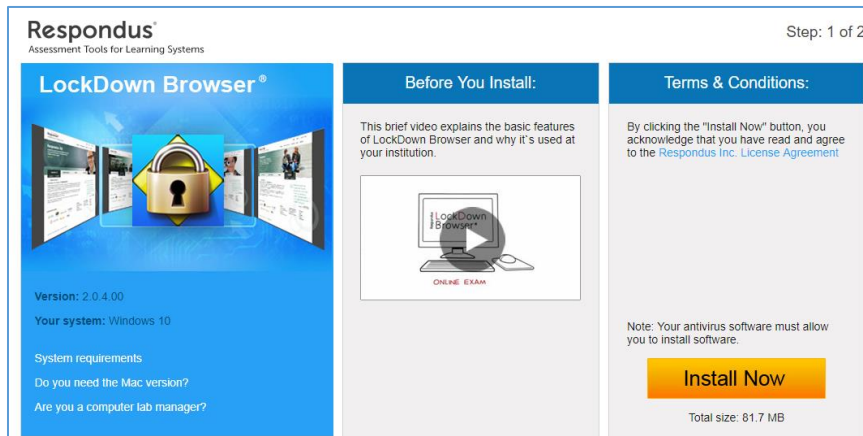 Respondus®
Assessment Tools for Learning Systems
Step: 1 of 2
LockDown Browser®
Version: 2.0.4.00
Your system: Windows 10
System requirements
Do you need the Mac version?
Are you a computer lab manager?
Before You Install:
This brief video explains the basic features
of LockDown Browser and why it`s used at
your institution.
Respondus
LockDown
Browser
ONLINE EXAM
Terms & Conditions:
By clicking the "Install Now" button, you
acknowledge that you have read and agree
to the Respondus Inc. License Agreement
Note: Your antivirus software must allow
you to install software.
Install Now
Total size: 81.7 MB